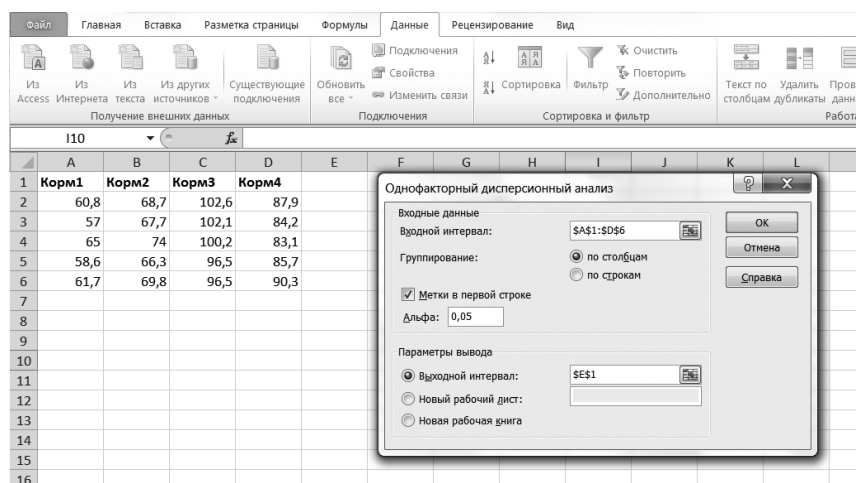 Файл Главная Вставка Разметка страницы Формулы Данные Рецензирование Вид
Из Access
Из Интернета
Из текста
Из других источников
Получение внешних данных
Существующие подключения
Обновить все
Подключения
Свойства
Изменить связи
Подключения
Сортировка
Фильтр
Очистить
Повторить
Дополнительно
Сортировка и фильтр
Текст по столбцам
Удалить дубликаты
I10 fx
A B C D E F G H I J K L
1 Корм1 Корм2 Корм3 Корм4
2 60,8 68,7 102,6 87,9
3 57 67,7 102,1 84,2
4 65 74 100,2 83,1
5 58,6 66,3 96,5 85,7
6 61,7 69,8 96,5 90,3
7
8
9
10
11
12
13
14
15
16
Однофакторный дисперсионный анализ
Входные данные
Входной интервал: $A$1:$D$6
Группирование: по столбцам
по строкам
Метки в первой строке
Альфа: 0,05
Параметры вывода
Выходной интервал: $E$1
Новый рабочий лист:
Новая рабочая книга
ОК
Отмена
Справка